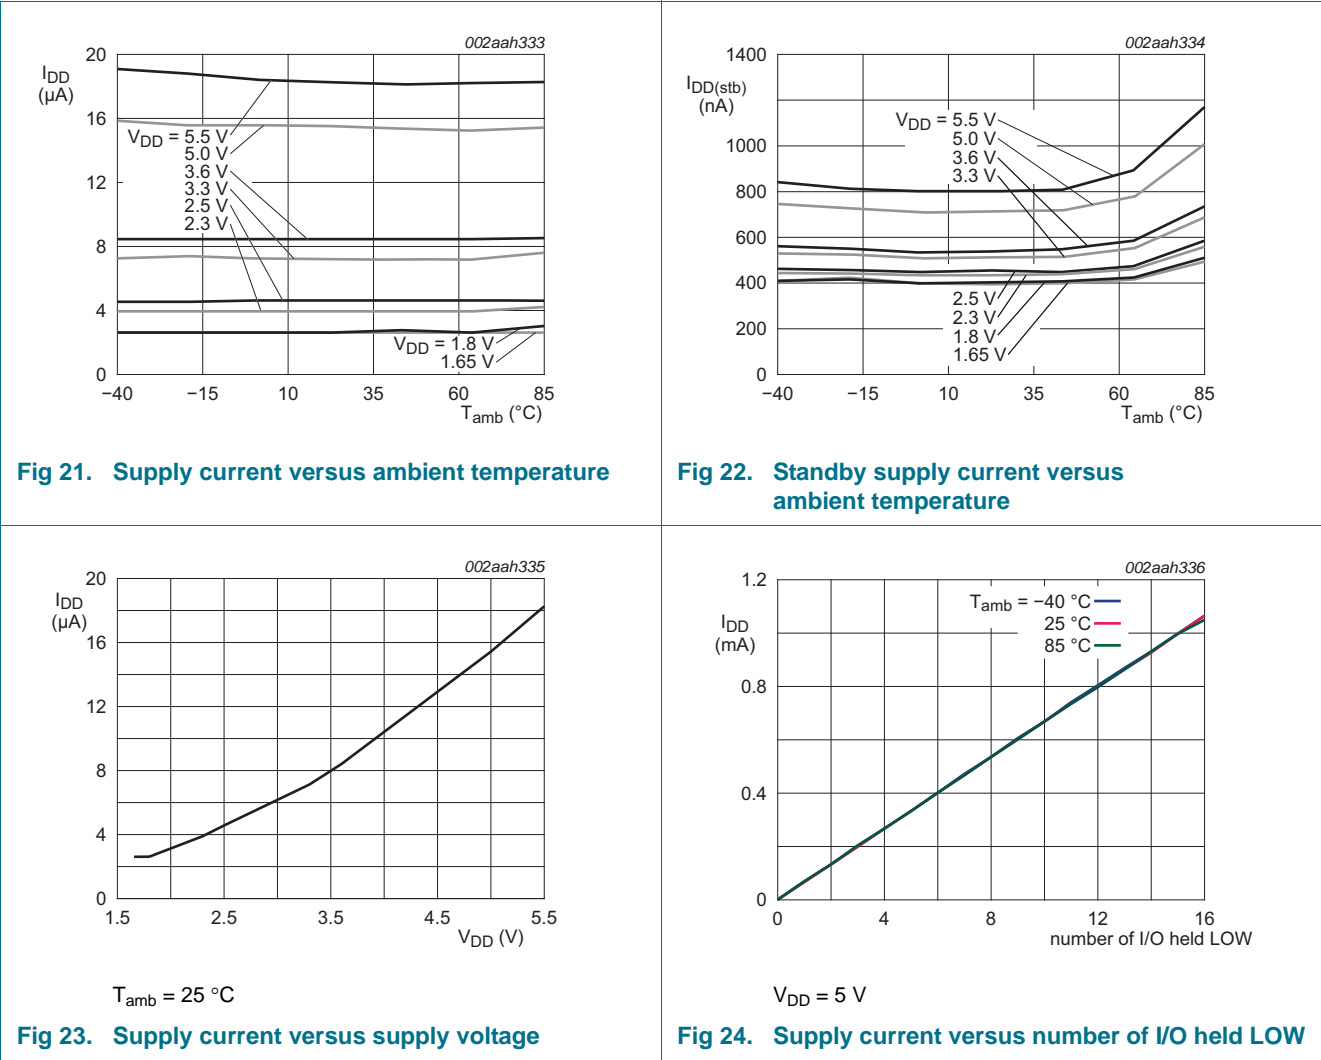 002aah333
20
16
12
8
4
0
IDD
(µA)
VDD = 5.5 V
5.0 V
3.6 V
3.3 V
2.5 V
2.3 V
VDD = 1.8 V
1.65 V
−40 −15 10 35 60 85
Tamb (°C)
Fig 21. Supply current versus ambient temperature
002aah334
1400
1000
800
600
400
200
0
IDD(stb)
(nA)
VDD = 5.5 V
5.0 V
3.6 V
3.3 V
2.5 V
2.3 V
1.8 V
1.65 V
−40 −15 10 35 60 85
Tamb (°C)
Fig 22. Standby supply current versus
ambient temperature
002aah335
20
16
12
8
4
0
IDD
(µA)
1.5 2.5 3.5 4.5 5.5
VDD (V)
Tamb = 25 °C
Fig 23. Supply current versus supply voltage
002aah336
1.2
0.8
0.4
0
IDD
(mA)
Tamb = −40 °C
25 °C
85 °C
0 4 8 12 16
number of I/O held LOW
VDD = 5 V
Fig 24. Supply current versus number of I/O held LOW